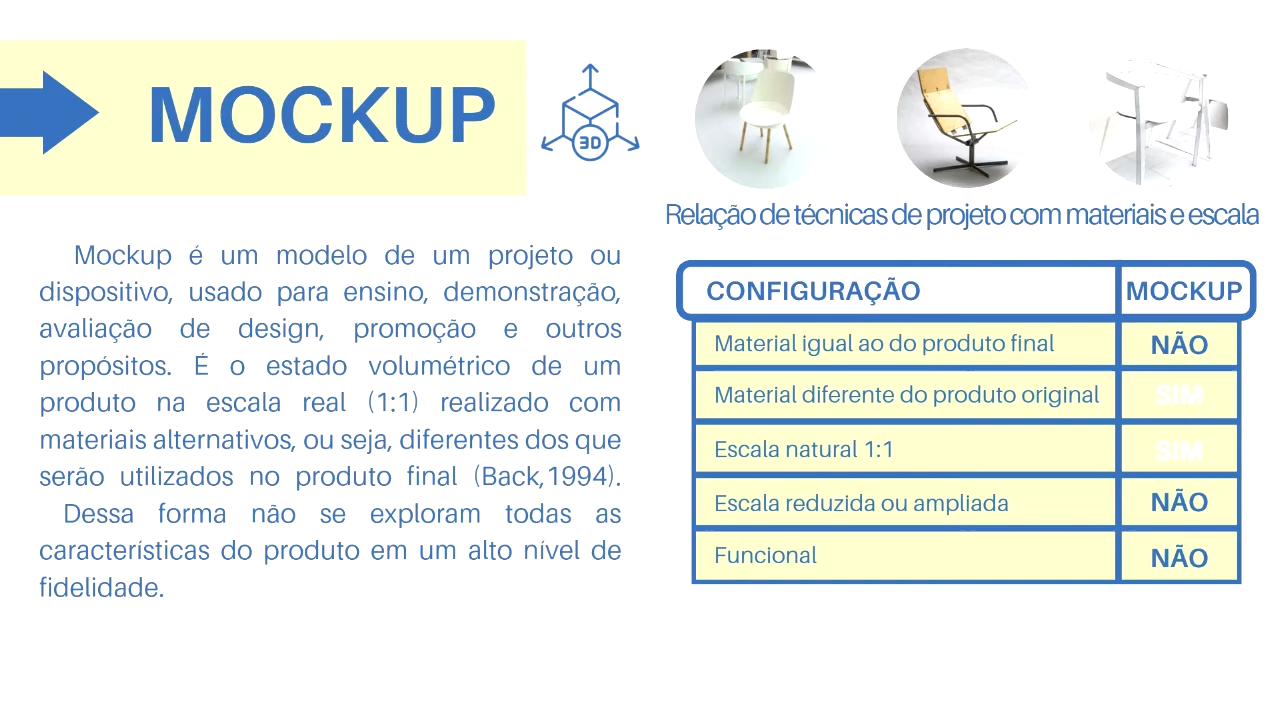 MOCKUP
3D
Mockup é um modelo de um projeto ou
dispositivo, usado para ensino, demonstração,
avaliação de design, promoção e outros
propósitos. É o estado volumétrico de um
produto na escala real (1:1) realizado com
materiais alternativos, ou seja, diferentes dos que
serão utilizados no produto final (Back,1994).
Dessa forma não se exploram todas as
características do produto em um alto nível de
fidelidade.
Relação de técnicas de projeto com materiais e escala
CONFIGURAÇÃO MOCKUP
Material igual ao do produto final NÃO
Material diferente do produto original SIM
Escala natural 1:1 SIM
Escala reduzida ou ampliada NÃO
Funcional NÃO